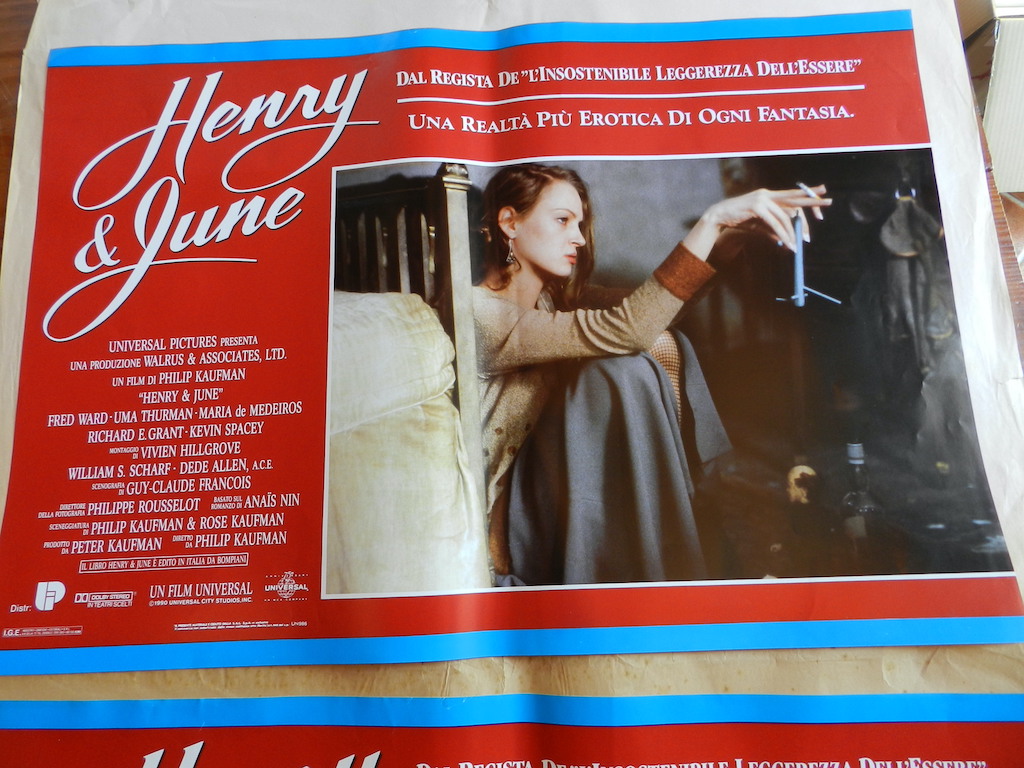 Henry
& June
DAL REGISTA DE "L'INSOSTENIBILE LEGGEREZZA DELL'ESSERE"
UNA REALTÀ PIÙ EROTICA DI OGNI FANTASIA.
UNIVERSAL PICTURES PRESENTA
UNA PRODUZIONE WALRUS & ASSOCIATES, LTD.
UN FILM DI PHILIP KAUFMAN
"HENRY & JUNE"
FRED WARD · UMA THURMAN · MARIA de MEDEIROS
RICHARD E. GRANT · KEVIN SPACEY
MONTAGGIO DI VIVIEN HILLGROVE
WILLIAM S. SCHARF · DEDE ALLEN, A.C.E.
SCENOGRAFIA DI GUY-CLAUDE FRANCOIS
DIRETTORE DELLA FOTOGRAFIA PHILIPPE ROUSSELOT BASATO SUL ROMANZO DI ANAÏS NIN
SCENEGGIATURA DI PHILIP KAUFMAN & ROSE KAUFMAN
PRODOTTO DA PETER KAUFMAN DIRETTO DA PHILIP KAUFMAN
IL LIBRO HENRY & JUNE È EDITO IN ITALIA DA BOMPIANI
Distr: DOLBY STEREO IN TEATRI SCELTI
UN FILM UNIVERSAL
©1990 UNIVERSAL CITY STUDIOS, INC.
UNIVERSAL
I.G.E.
Henry
DAL REGISTA DE "L'INSOSTENIBILE LEGGEREZZA DELL'ESSERE"